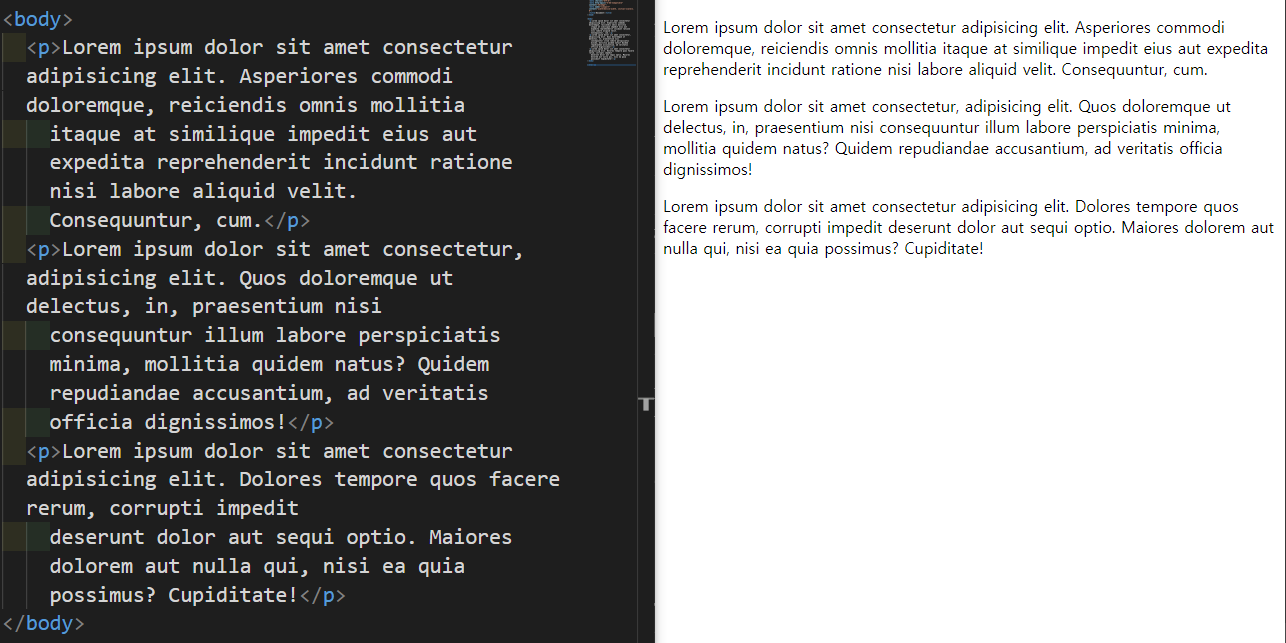 <body>
<p>Lorem ipsum dolor sit amet consectetur
adipisicing elit. Asperiores commodi
doloremque, reiciendis omnis mollitia
itaque at similique impedit eius aut
expedita reprehenderit incidunt ratione
nisi labore aliquid velit.
Consequuntur, cum.</p>
<p>Lorem ipsum dolor sit amet consectetur,
adipisicing elit. Quos doloremque ut
delectus, in, praesentium nisi
consequuntur illum labore perspiciatis
minima, mollitia quidem natus? Quidem
repudiandae accusantium, ad veritatis
officia dignissimos!</p>
<p>Lorem ipsum dolor sit amet consectetur
adipisicing elit. Dolores tempore quos facere
rerum, corrupti impedit
deserunt dolor aut sequi optio. Maiores
dolorem aut nulla qui, nisi ea quia
possimus? Cupiditate!</p>
</body>
Lorem ipsum dolor sit amet consectetur adipisicing elit. Asperiores commodi
doloremque, reiciendis omnis mollitia itaque at similique impedit eius aut expedita
reprehenderit incidunt ratione nisi labore aliquid velit. Consequuntur, cum.
Lorem ipsum dolor sit amet consectetur, adipisicing elit. Quos doloremque ut
delectus, in, praesentium nisi consequuntur illum labore perspiciatis minima,
mollitia quidem natus? Quidem repudiandae accusantium, ad veritatis officia
dignissimos!
Lorem ipsum dolor sit amet consectetur adipisicing elit. Dolores tempore quos
facere rerum, corrupti impedit deserunt dolor aut sequi optio. Maiores dolorem aut
nulla qui, nisi ea quia possimus? Cupiditate!